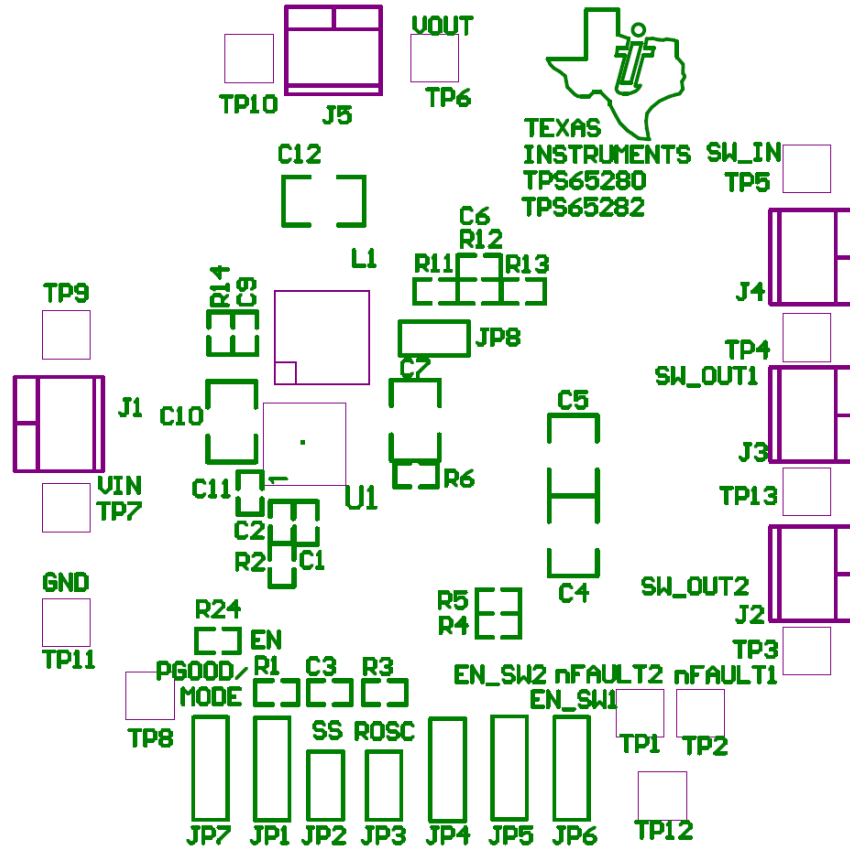 VOUT
TP10
J5
TP6
TEXAS
INSTRUMENTS
TPS65280
TPS65282
SW_IN
TP5
C12
C6
R12
L1
R11
R13
R14
C9
TP9
J4
JP8
TP4
C7
SW_OUT1
C5
J1
C10
J3
R6
VIN
C11
1
U1
TP13
TP7
C2
R2
C1
GND
SW_OUT2
C4
R5
R24
J2
R4
EN
TP11
TP3
PGOOD/
MODE
R1
C3
R3
EN_SW2
nFAULT2
nFAULT1
EN_SW1
TP8
SS
ROSC
TP1
TP2
JP7
JP1
JP2
JP3
JP4
JP5
JP6
TP12